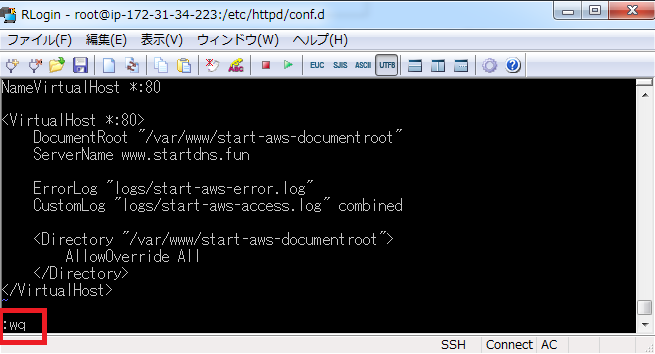 RLogin - root@ip-172-31-34-223:/etc/httpd/conf.d
ファイル(F) 編集(E) 表示(V) ウィンドウ(W) ヘルプ(H)
ABC EUC SJIS ASCII UTF8
NameVirtualHost *:80
<VirtualHost *:80>
    DocumentRoot "/var/www/start-aws-documentroot"
    ServerName www.startdns.fun
    ErrorLog "logs/start-aws-error.log"
    CustomLog "logs/start-aws-access.log" combined
    <Directory "/var/www/start-aws-documentroot">
        AllowOverride All
    </Directory>
</VirtualHost>
~
:wq
SSH Connect AC